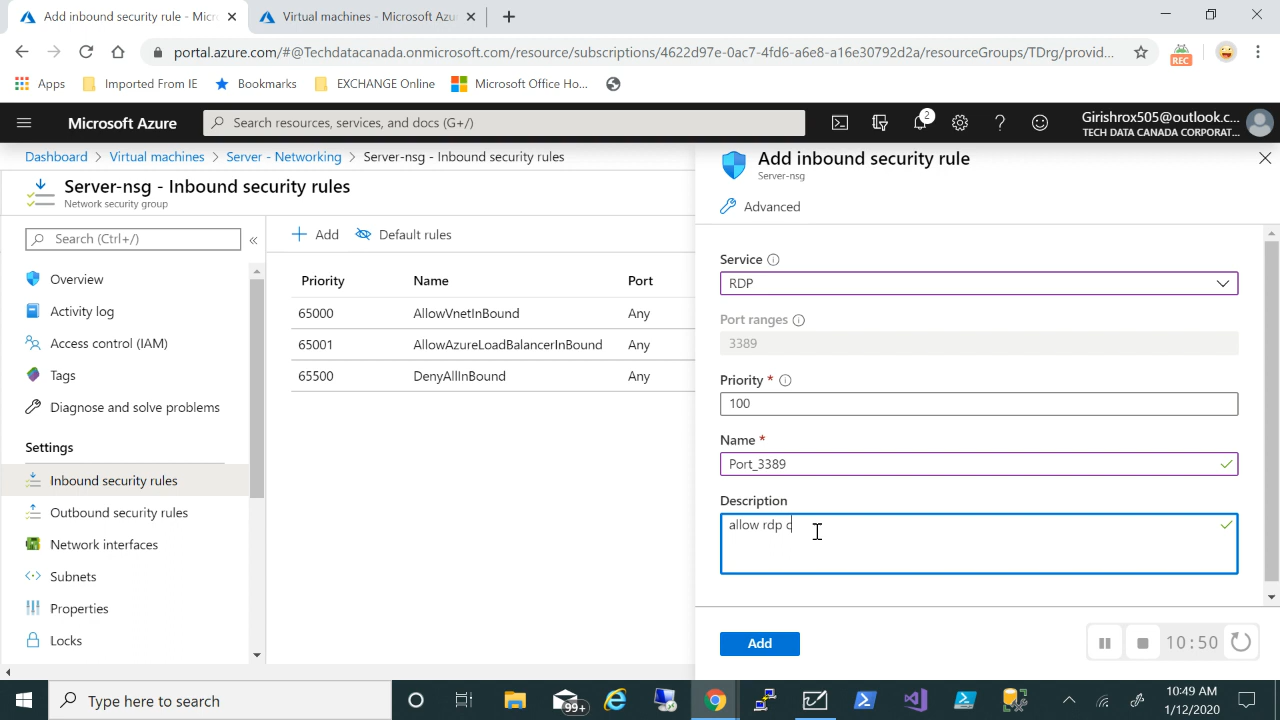 Add inbound security rule - Micr
Virtual machines - Microsoft Azu
portal.azure.com/#@Techdatacanada.onmicrosoft.com/resource/subscriptions/4622d97e-0ac7-4fd6-a6e8-a16e30792d2a/resourceGroups/TDrg/provid...
REC
Apps
Imported From IE
Bookmarks
EXCHANGE Online
Microsoft Office Ho...
Microsoft Azure
Search resources, services, and docs (G+/)
2
Girishrox505@outlook.c...
TECH DATA CANADA CORPORAT...
Dashboard > Virtual machines > Server - Networking > Server-nsg - Inbound security rules
Server-nsg - Inbound security rules
Network security group
Search (Ctrl+/)
«
Overview
Activity log
Access control (IAM)
Tags
Diagnose and solve problems
Settings
Inbound security rules
Outbound security rules
Network interfaces
Subnets
Properties
Locks
Add
Default rules
Priority Name Port
65000 AllowVnetInBound Any
65001 AllowAzureLoadBalancerInBound Any
65500 DenyAllInBound Any
Add inbound security rule
Server-nsg
Advanced
Service
RDP
Port ranges
3389
Priority *
100
Name *
Port_3389
Description
allow rdp c
Add
10:50
Type here to search
99+
10:49 AM
1/12/2020